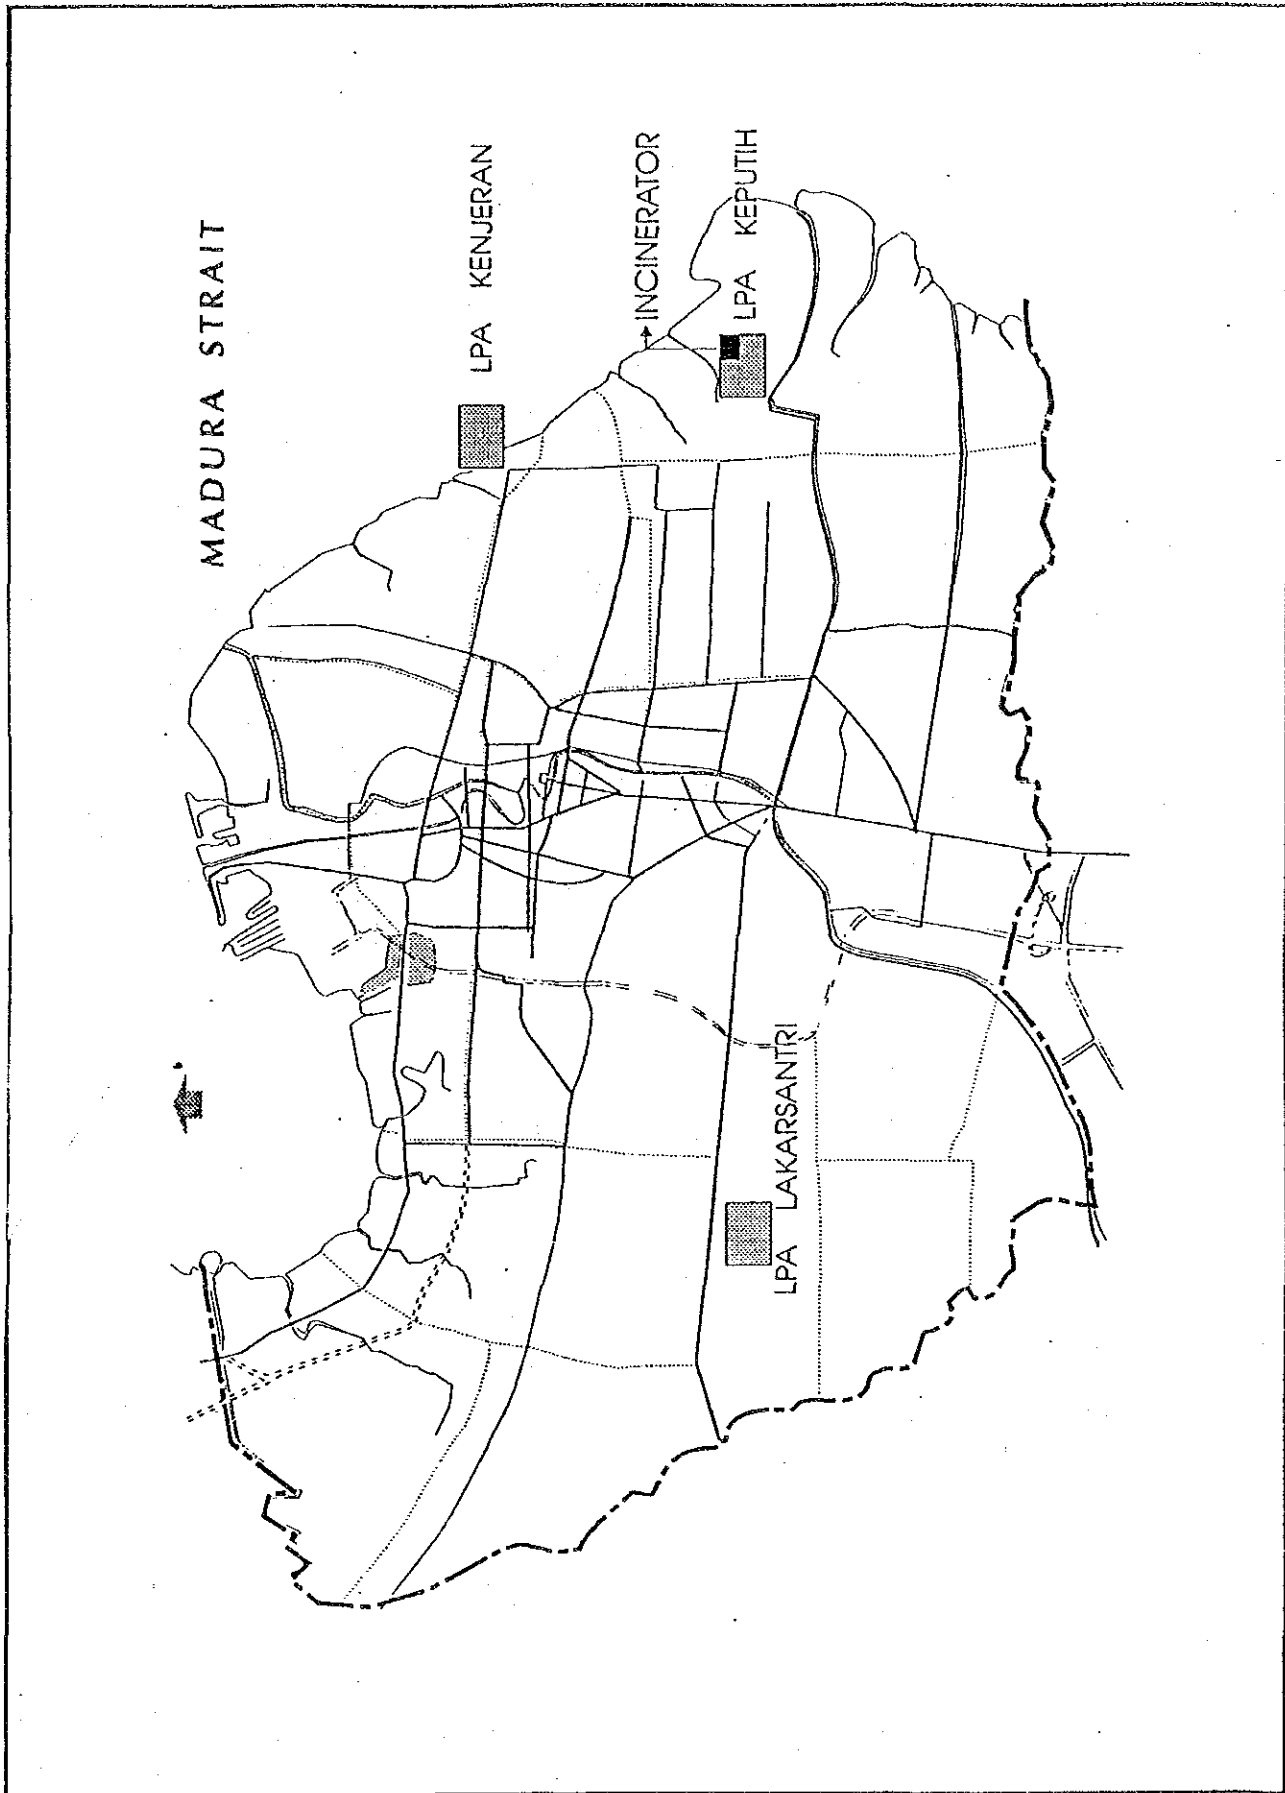 MADURA STRAIT
LPA KENJERAN
INCINERATOR
LPA KEPUTIH
LPA LAKARSANTRI